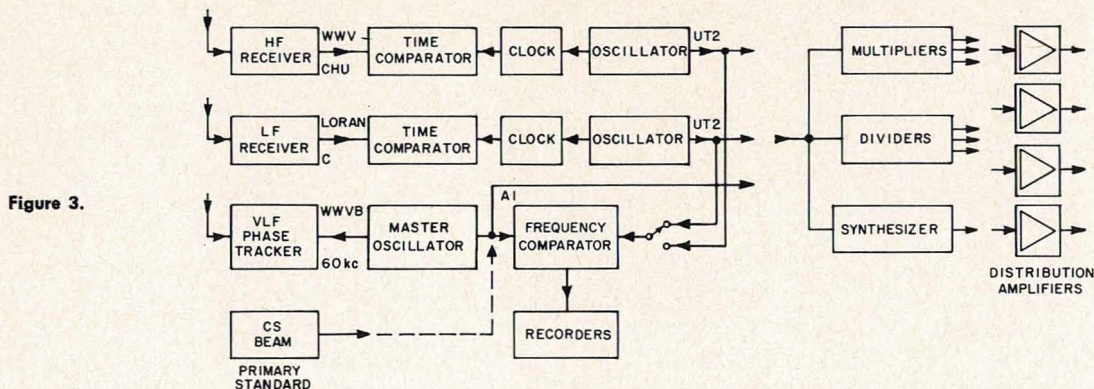 Figure 3.
HF
RECEIVER
WWV
CHU
TIME
COMPARATOR
CLOCK
OSCILLATOR
UT2
LF
RECEIVER
LORAN
C
TIME
COMPARATOR
CLOCK
OSCILLATOR
UT2
VLF
PHASE
TRACKER
WWVB
60kc
MASTER
OSCILLATOR
A1
FREQUENCY
COMPARATOR
RECORDERS
CS
BEAM
PRIMARY
STANDARD
MULTIPLIERS
DIVIDERS
SYNTHESIZER
DISTRIBUTION
AMPLIFIERS